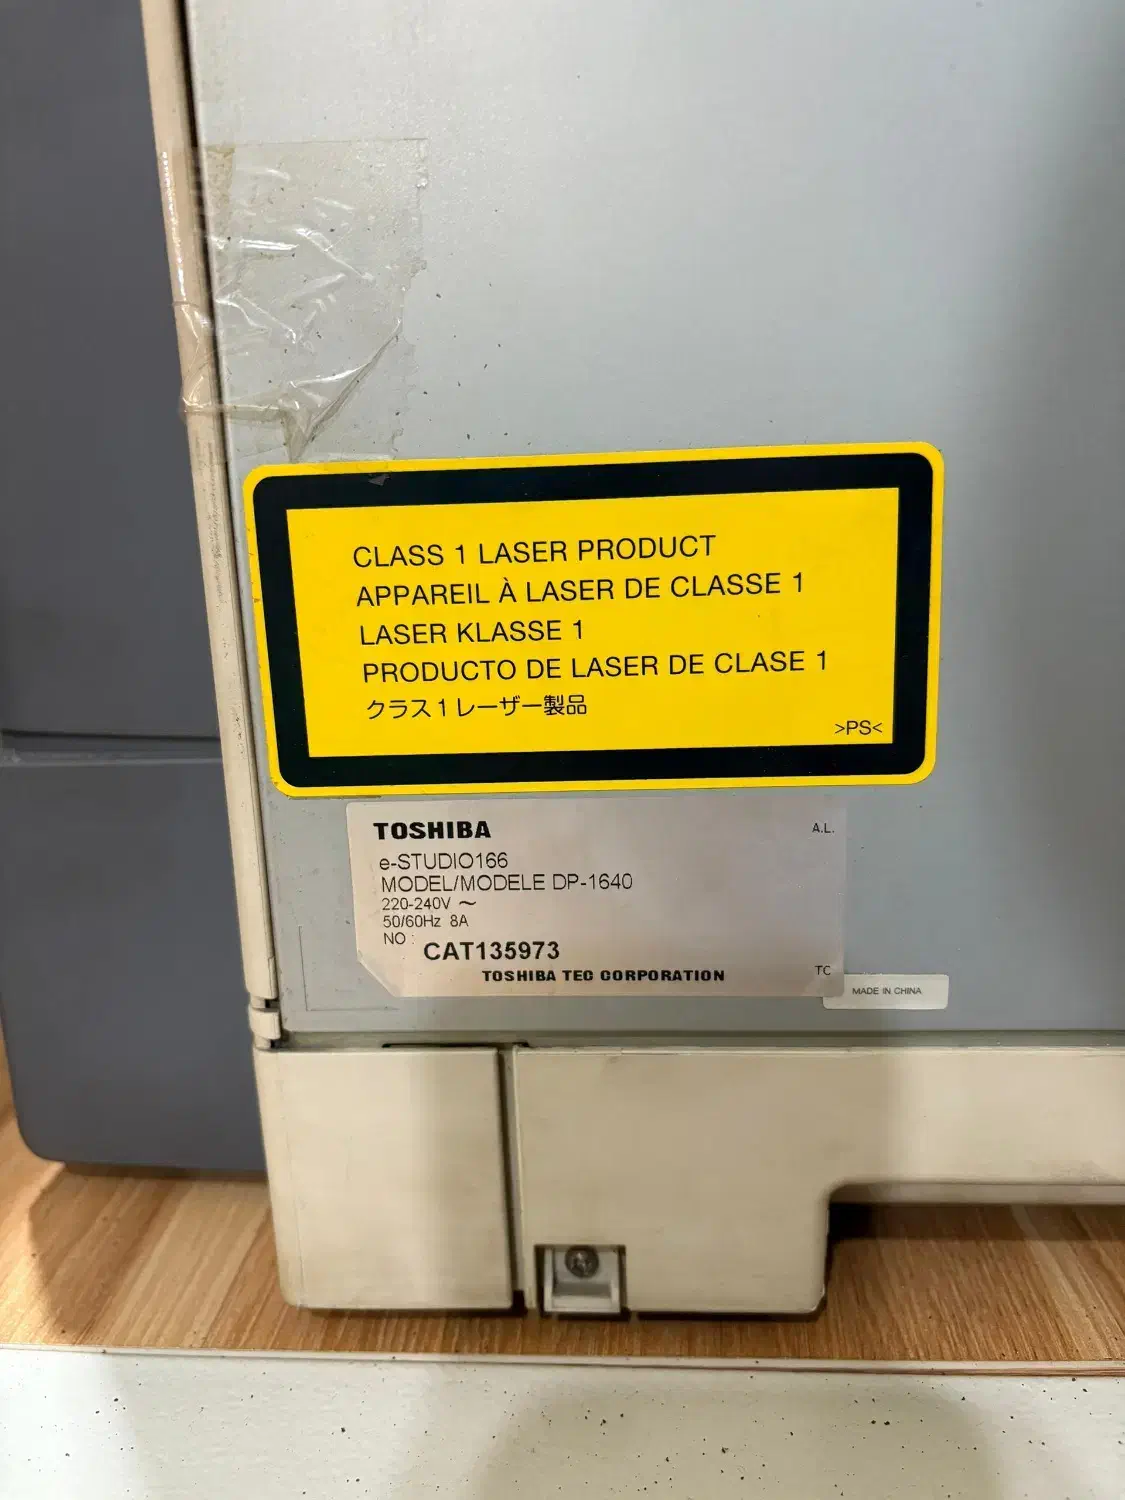 CLASS 1 LASER PRODUCT
APPAREIL À LASER DE CLASSE 1
LASER KLASSE 1
PRODUCTO DE LASER DE CLASE 1
クラス1レーザー製品
>PS<
TOSHIBA
A.L.
e-STUDIO166
MODEL/MODELE DP-1640
220-240V ～
50/60Hz 8A
NO :
CAT135973
TOSHIBA TEC CORPORATION
TC
MADE IN CHINA